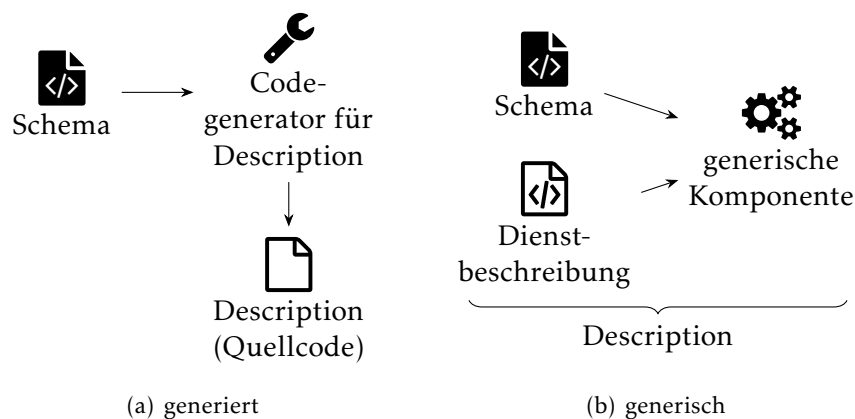 Schema
Code-
generator für
Description
Description
(Quellcode)
(a) generiert
Schema
generische
Komponente
Dienst-
beschreibung
Description
(b) generisch